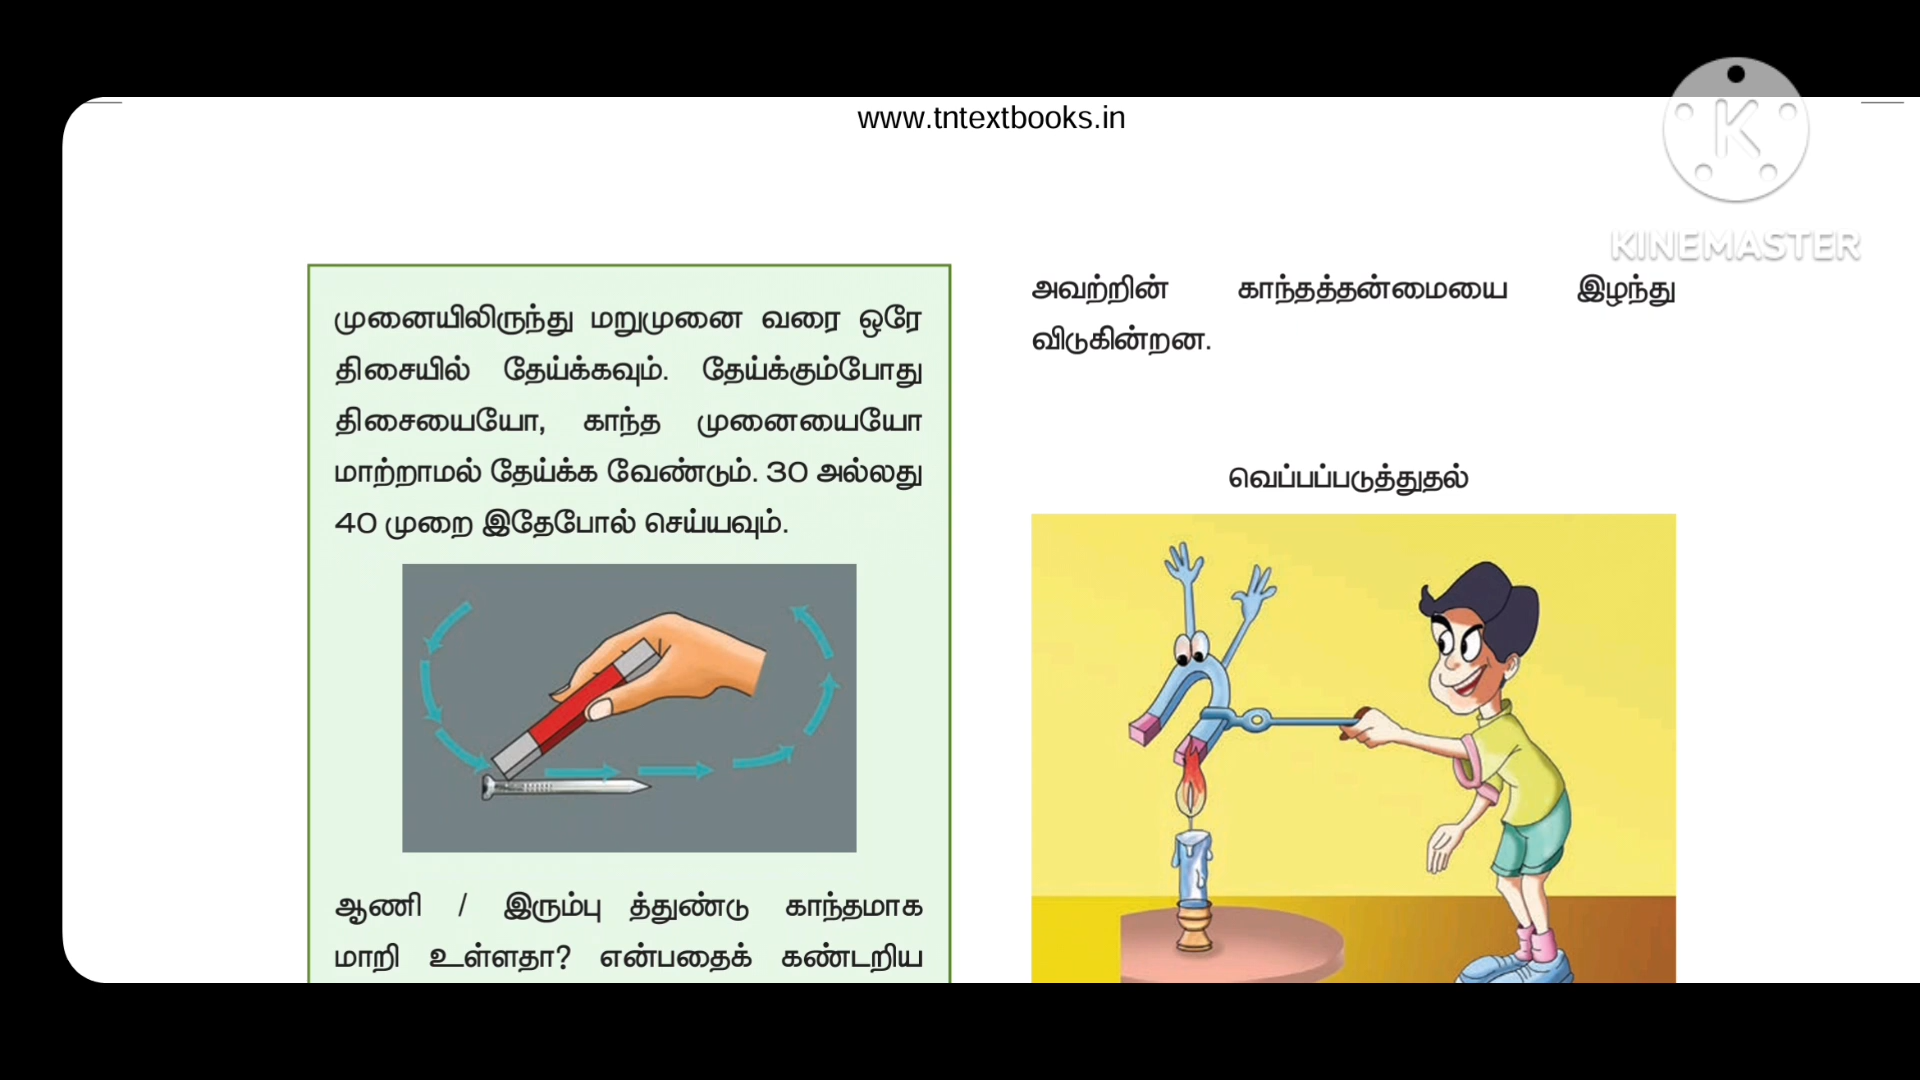 www.tntextbooks.in
K
KINEMASTER
முனையிலிருந்து மறுமுனை வரை ஒரே
திசையில் தேய்க்கவும். தேய்க்கும்போது
திசையையோ, காந்த முனையையோ
மாற்றாமல் தேய்க்க வேண்டும். 30 அல்லது
40 முறை இதேபோல் செய்யவும்.
ஆணி / இரும்பு த்துண்டு காந்தமாக
மாறி உள்ளதா? என்பதைக் கண்டறிய
அவற்றின் காந்தத்தன்மையை இழந்து
விடுகின்றன.
வெப்பப்படுத்துதல்